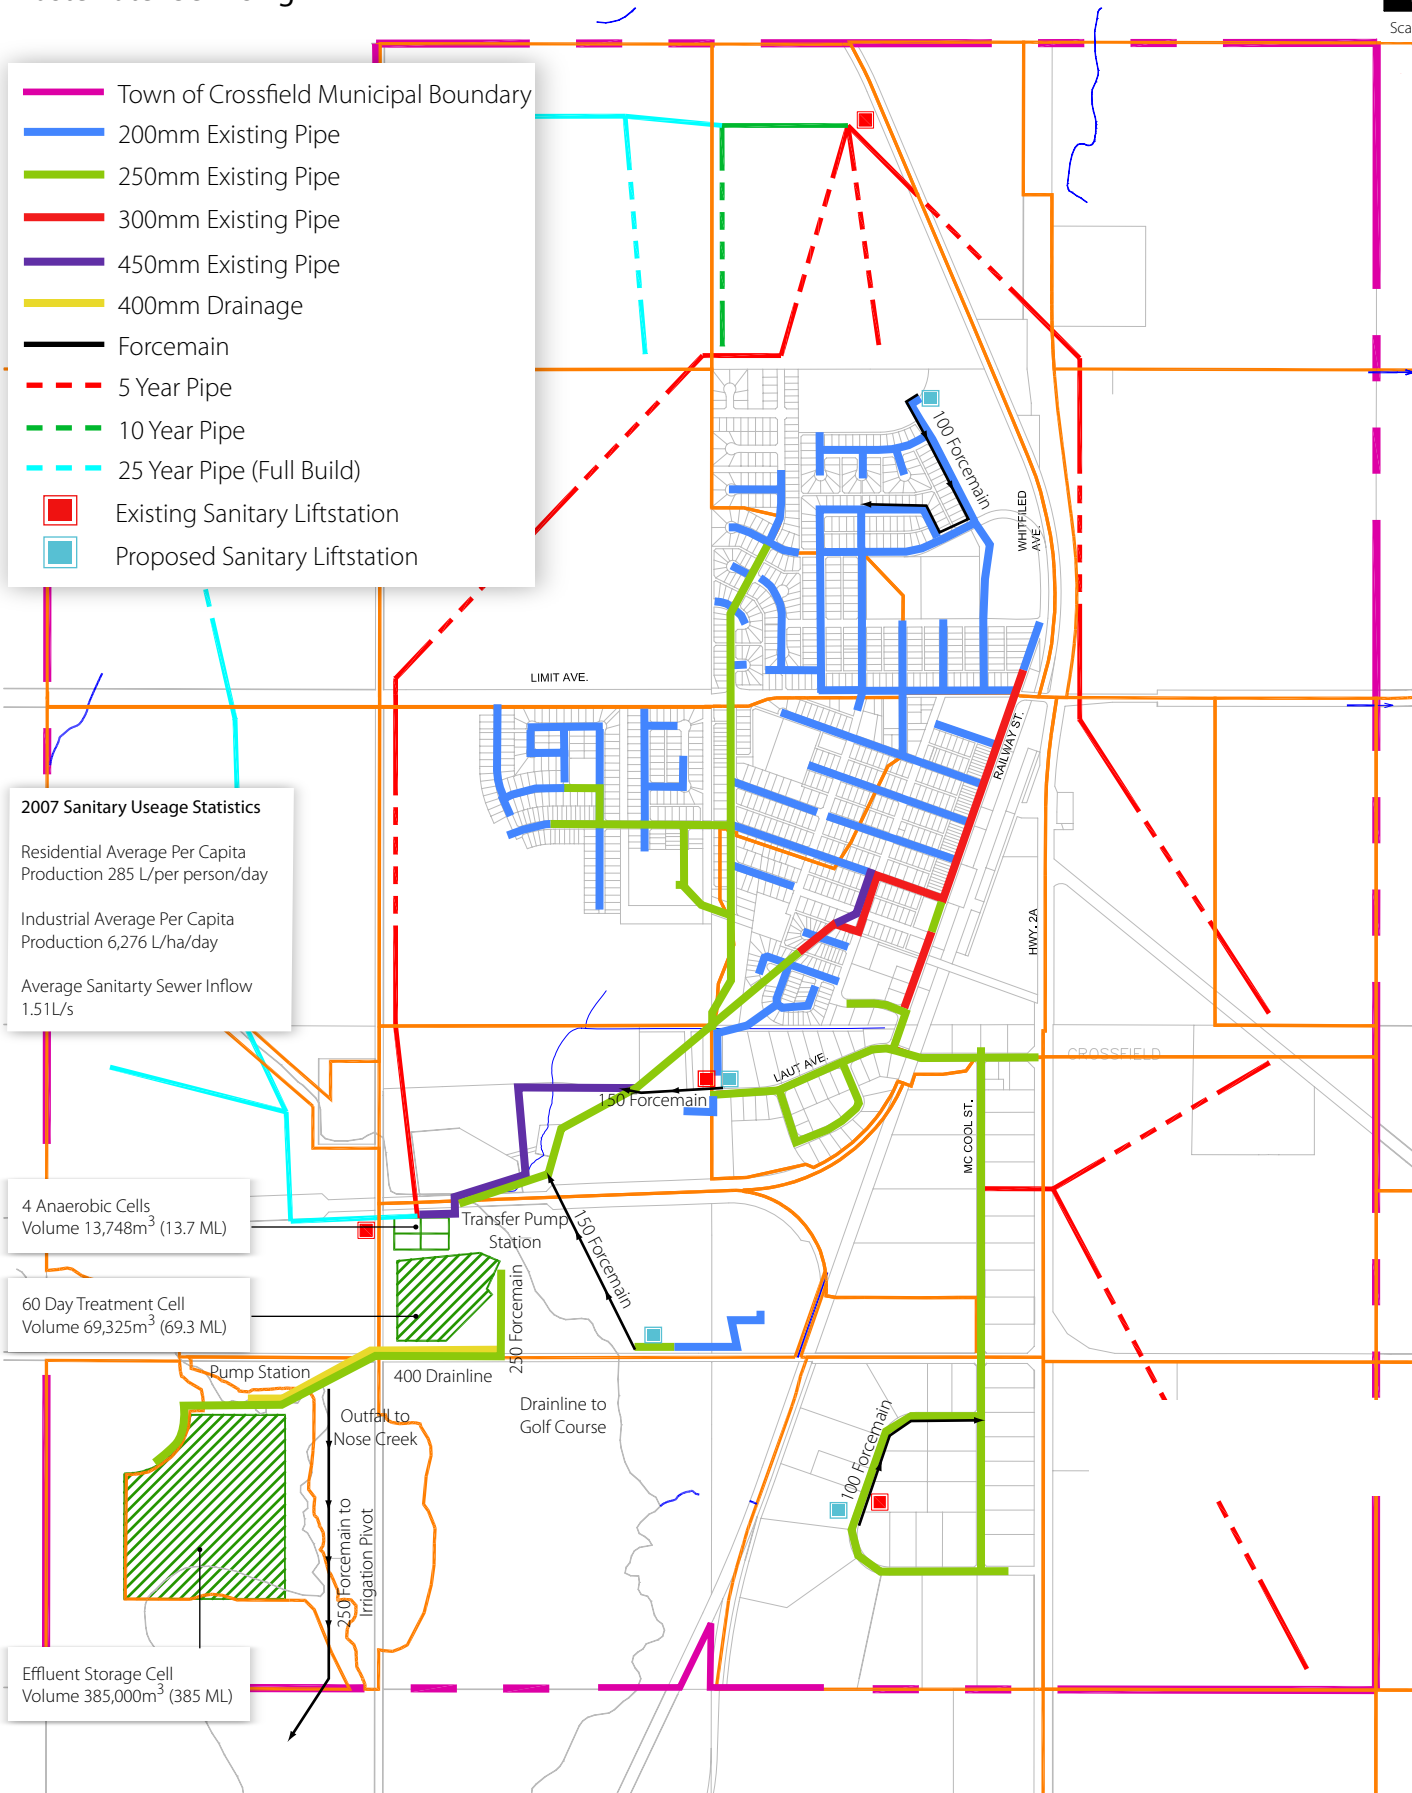 Sca
Town of Crossfield Municipal Boundary
200mm Existing Pipe
250mm Existing Pipe
300mm Existing Pipe
450mm Existing Pipe
400mm Drainage
Forcemain
5 Year Pipe
10 Year Pipe
25 Year Pipe (Full Build)
Existing Sanitary Liftstation
Proposed Sanitary Liftstation
100 Forcemain
WHITFILED
AVE.
LIMIT AVE.
RAILWAY ST.
2007 Sanitary Useage Statistics
Residential Average Per Capita
Production 285 L/per person/day
Industrial Average Per Capita
Production 6,276 L/ha/day
Average Sanitarty Sewer Inflow
1.51L/s
HWY. 2A
CROSSFIELD
LAUT AVE.
150 Forcemain
MC COOL ST.
4 Anaerobic Cells
Volume 13,748m³ (13.7 ML)
Transfer Pump
Station
150 Forcemain
60 Day Treatment Cell
Volume 69,325m³ (69.3 ML)
250 Forcemain
Pump Station
400 Drainline
Drainline to
Golf Course
Outfall to
Nose Creek
100 Forcemain
250 Forcemain to
Irrigation Pivot
Effluent Storage Cell
Volume 385,000m³ (385 ML)